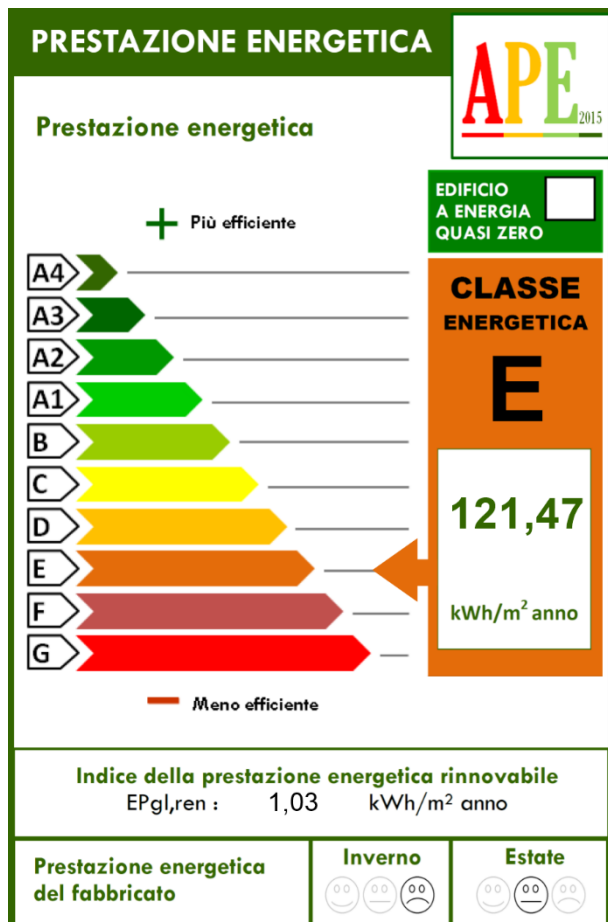 PRESTAZIONE ENERGETICA
APE 2015
Prestazione energetica
EDIFICIO
A ENERGIA
QUASI ZERO
+ Più efficiente
A4
A3
A2
A1
B
C
D
E
F
G
CLASSE
ENERGETICA
E
121,47
kWh/m² anno
— Meno efficiente
Indice della prestazione energetica rinnovabile
EPgl,ren : 1,03 kWh/m² anno
Prestazione energetica
del fabbricato
Inverno
Estate